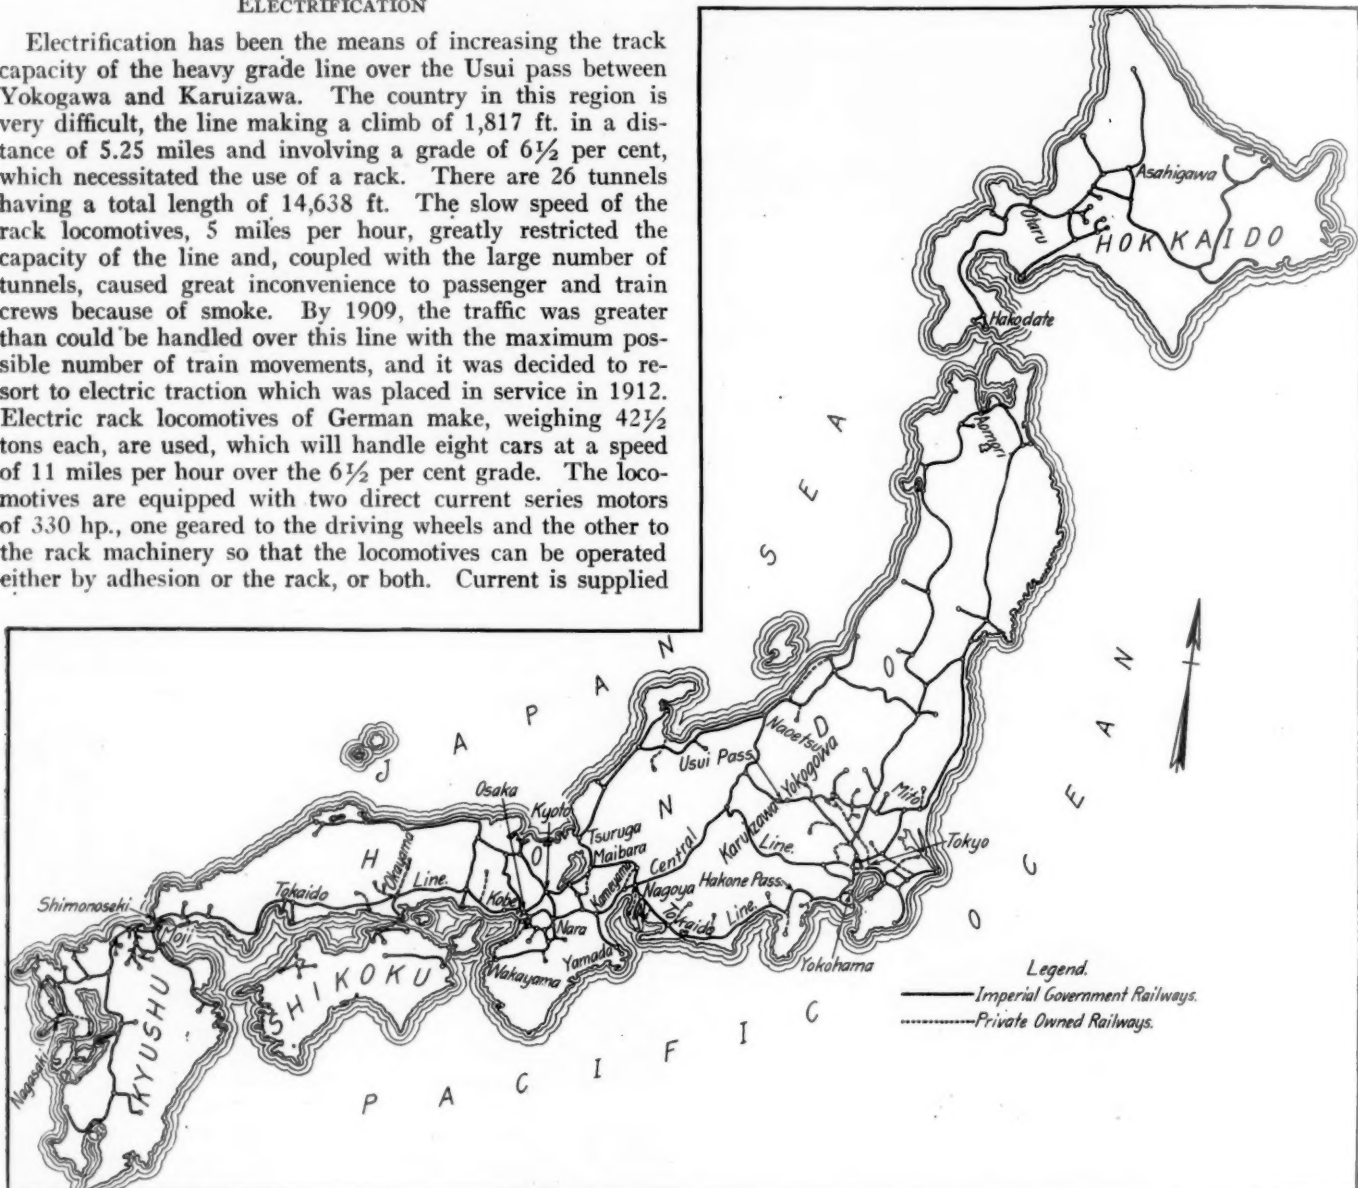 ELECTRIFICATION
Electrification has been the means of increasing the track
capacity of the heavy grade line over the Usui pass between
Yokogawa and Karuizawa. The country in this region is
very difficult, the line making a climb of 1,817 ft. in a dis-
tance of 5.25 miles and involving a grade of 6½ per cent,
which necessitated the use of a rack. There are 26 tunnels
having a total length of 14,638 ft. The slow speed of the
rack locomotives, 5 miles per hour, greatly restricted the
capacity of the line and, coupled with the large number of
tunnels, caused great inconvenience to passenger and train
crews because of smoke. By 1909, the traffic was greater
than could be handled over this line with the maximum pos-
sible number of train movements, and it was decided to re-
sort to electric traction which was placed in service in 1912.
Electric rack locomotives of German make, weighing 42½
tons each, are used, which will handle eight cars at a speed
of 11 miles per hour over the 6½ per cent grade. The loco-
motives are equipped with two direct current series motors
of 330 hp., one geared to the driving wheels and the other to
the rack machinery so that the locomotives can be operated
either by adhesion or the rack, or both. Current is supplied
Asahigawa
Otaru
HOKKAIDO
Hakodate
JAPAN SEA
HONDO
Naoetsu
Usui Pass
Yokogowa
Karuizawa
Mito
Osaka
Kyoto
Tsuruga
Maibara
Central Line.
Tokyo
Okayama
Kameyama
Nagoya
Hakone Pass
Tokaido Line.
Kobe
Tokaido Line
Shimonoseki
Moji
Nara
Yamada
Wakayama
Yokohama
SHIKOKU
KYUSHU
Nagasaki
PACIFIC OCEAN
Legend.
Imperial Government Railways.
Private Owned Railways.